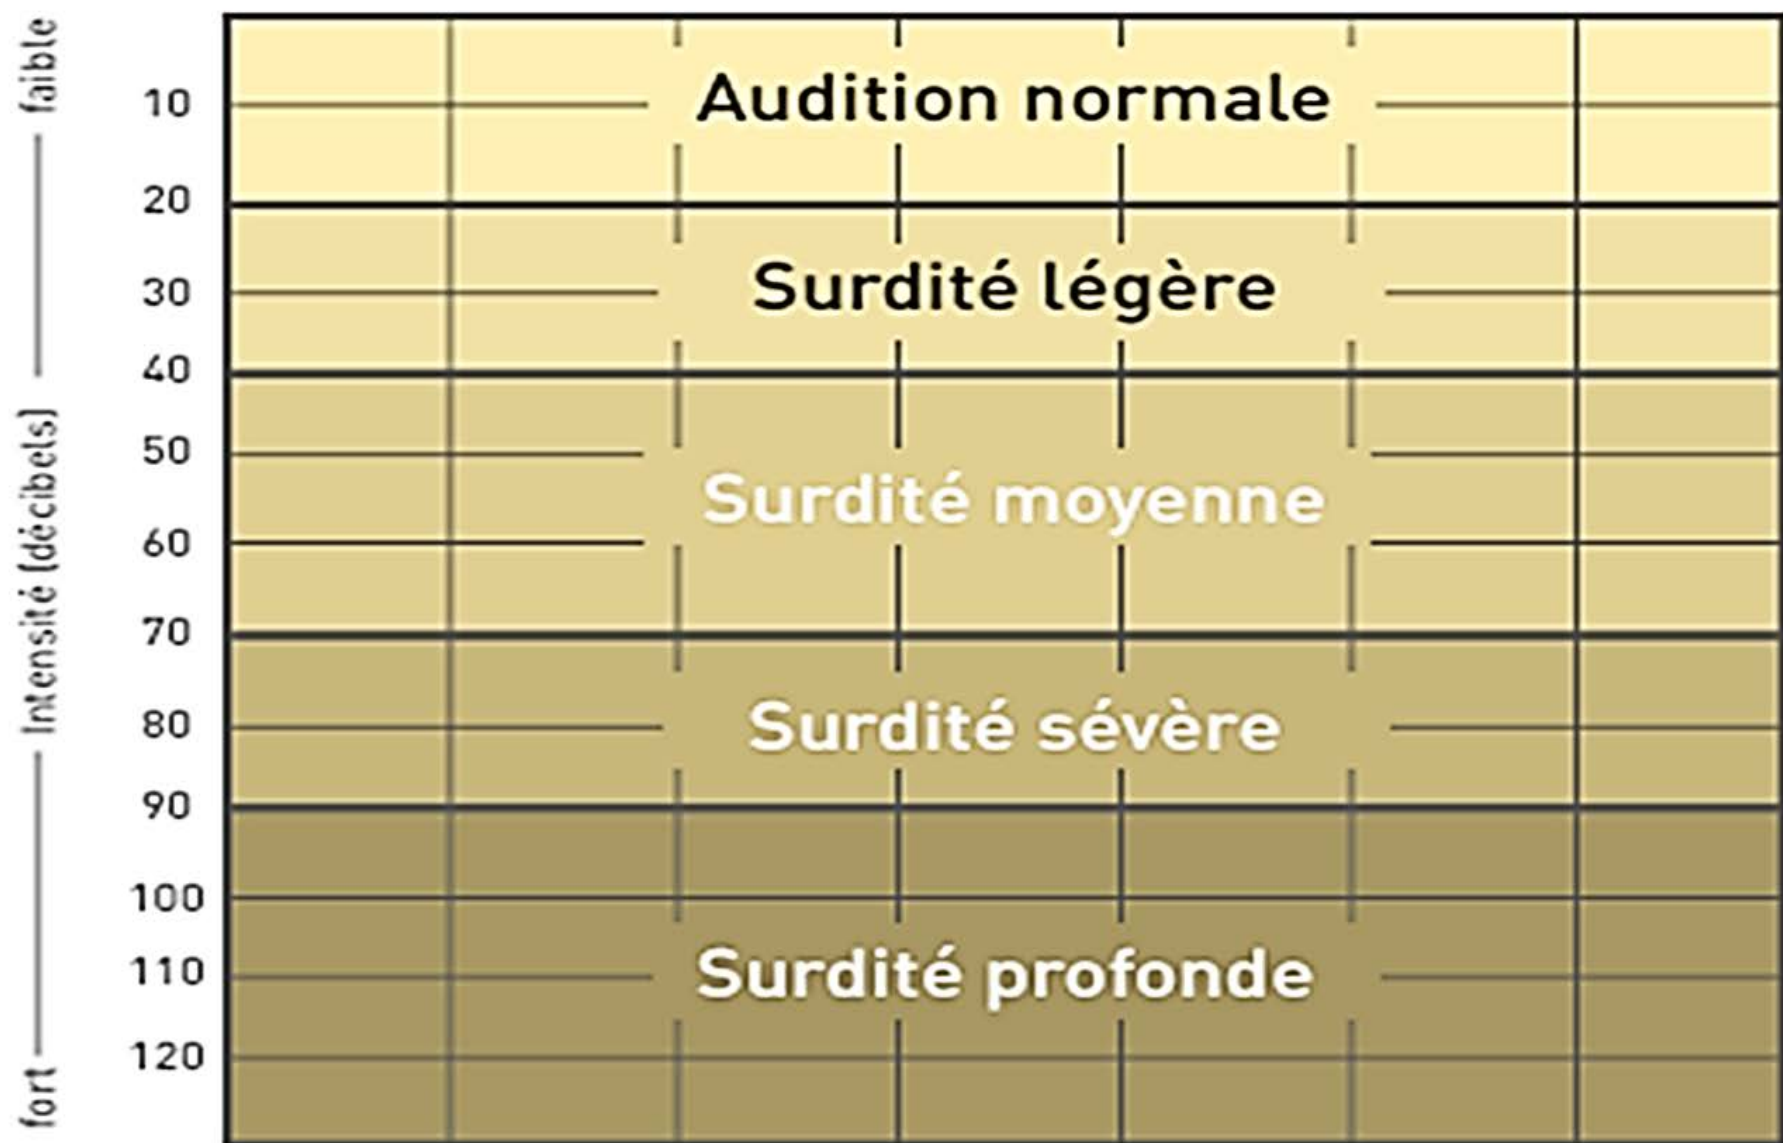 faible
Intensité (décibels)
fort
10
Audition normale
20
30
Surdité légère
40
50
Surdité moyenne
60
70
80
Surdité sévère
90
100
110
Surdité profonde
120